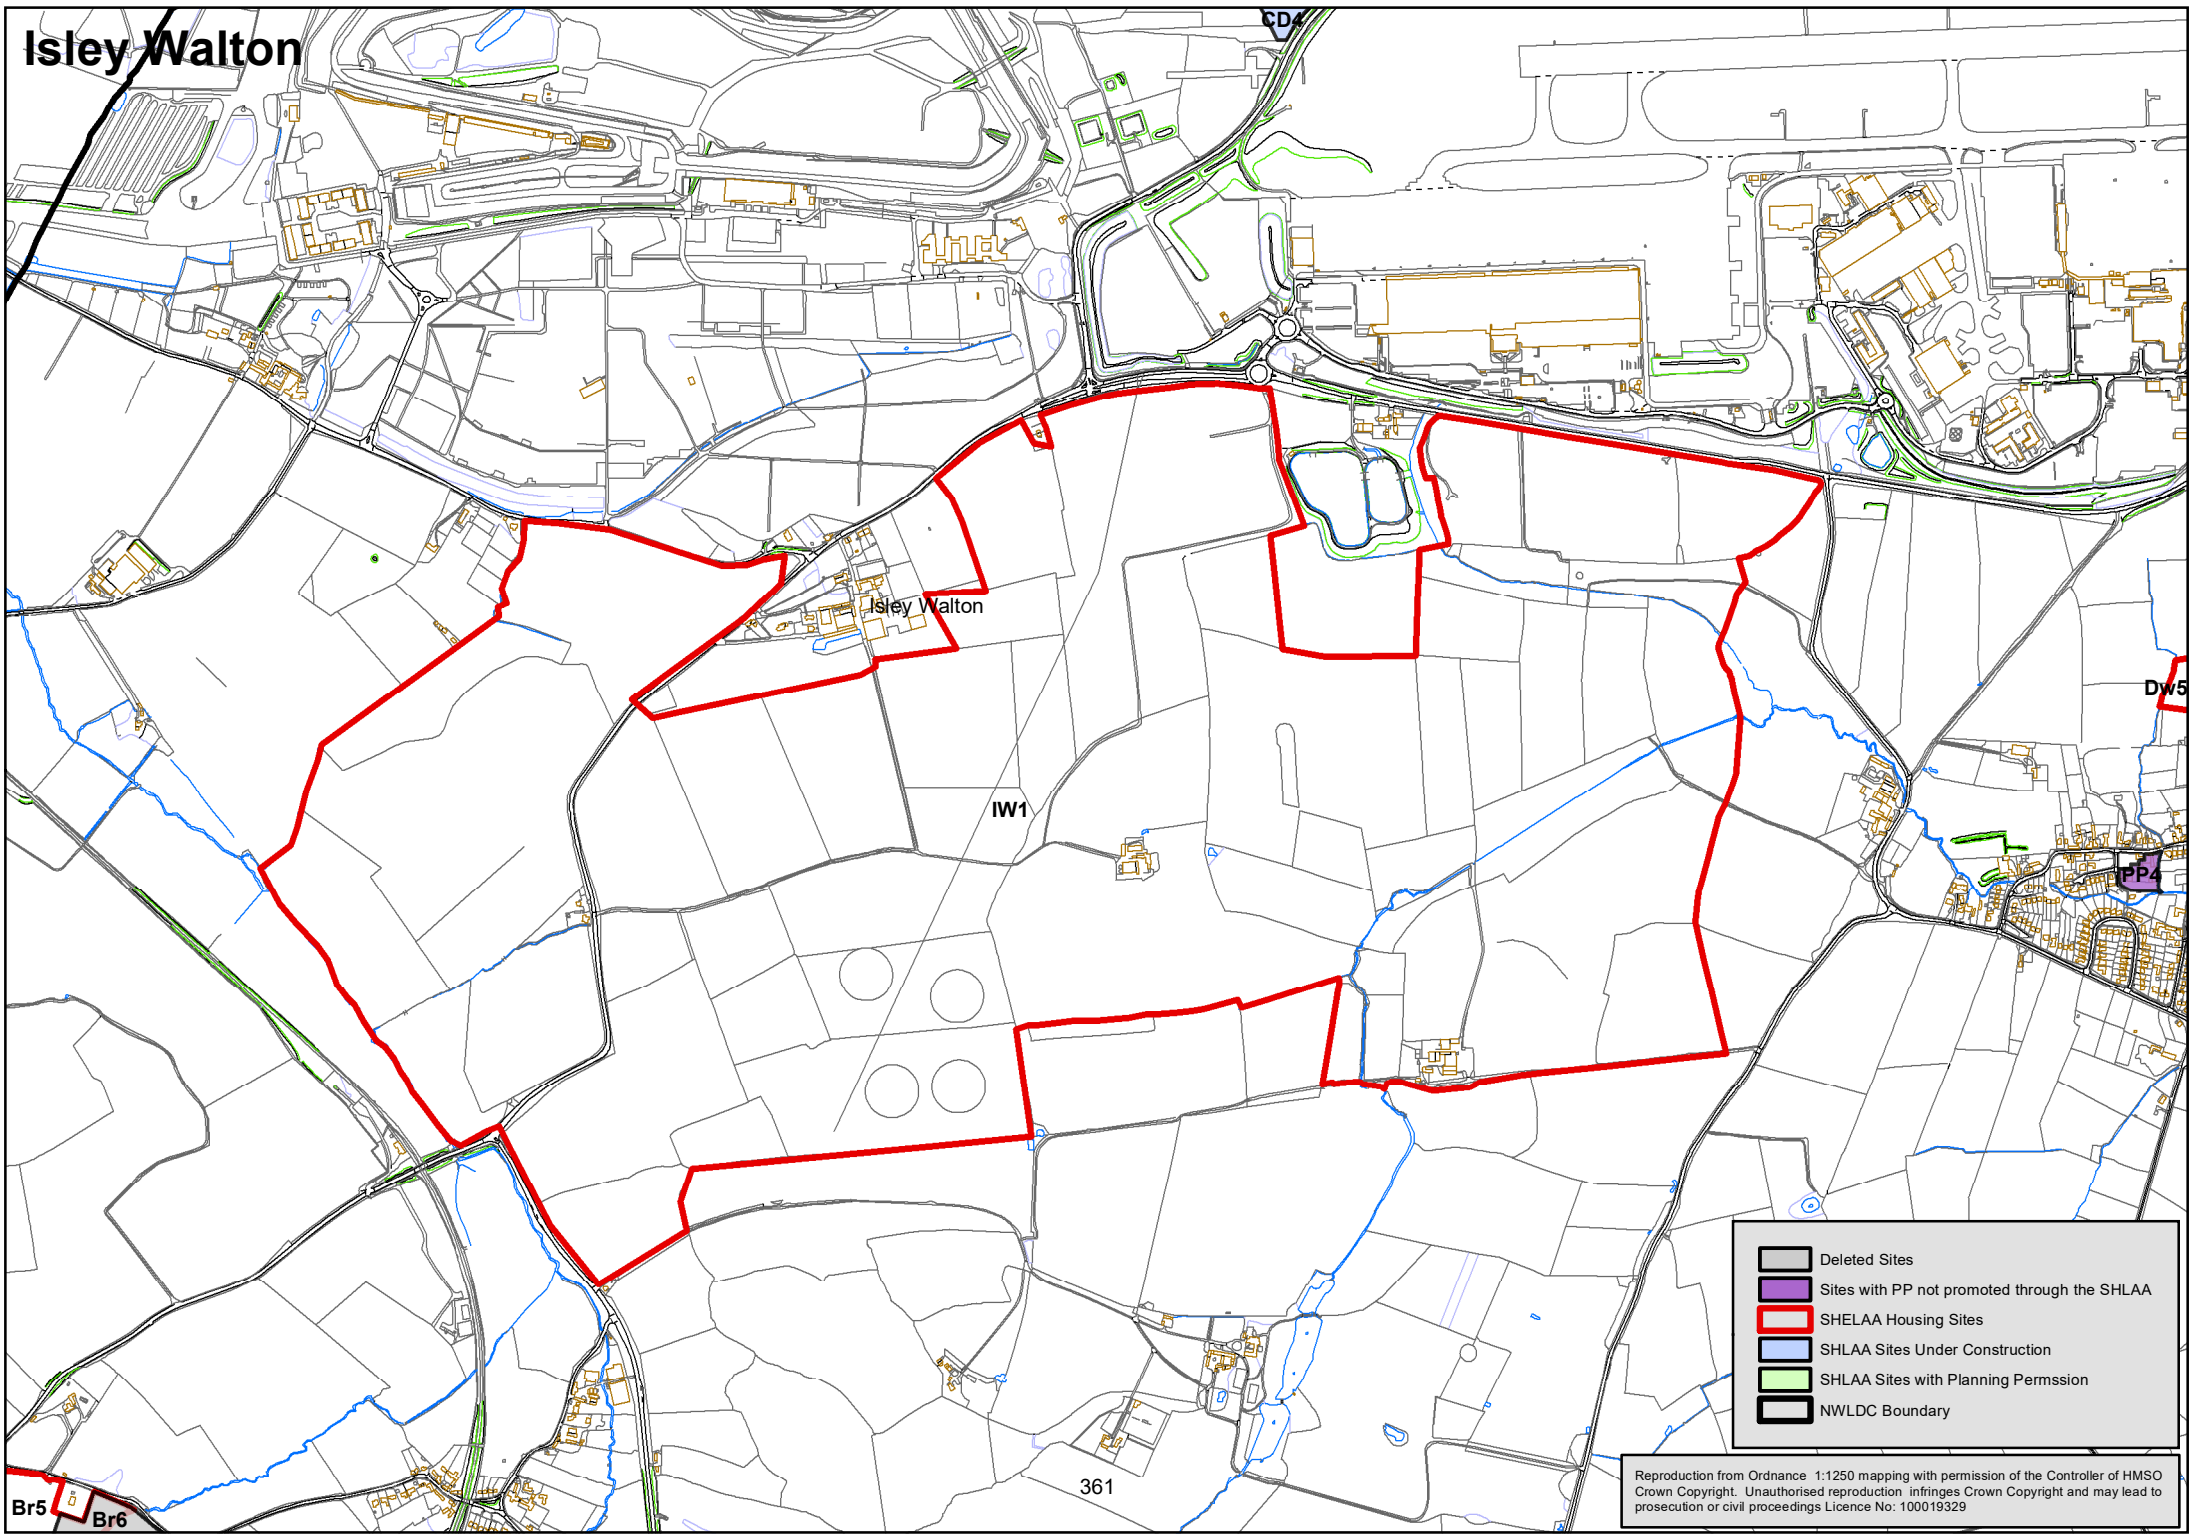 Isley Walton
CD4
Isley Walton
Dw5
IW1
PP4
Deleted Sites
Sites with PP not promoted through the SHLAA
SHELAA Housing Sites
SHLAA Sites Under Construction
SHLAA Sites with Planning Permssion
NWLDC Boundary
Reproduction from Ordnance 1:1250 mapping with permission of the Controller of HMSO
Crown Copyright. Unauthorised reproduction infringes Crown Copyright and may lead to
prosecution or civil proceedings Licence No: 100019329
361
Br5
Br6